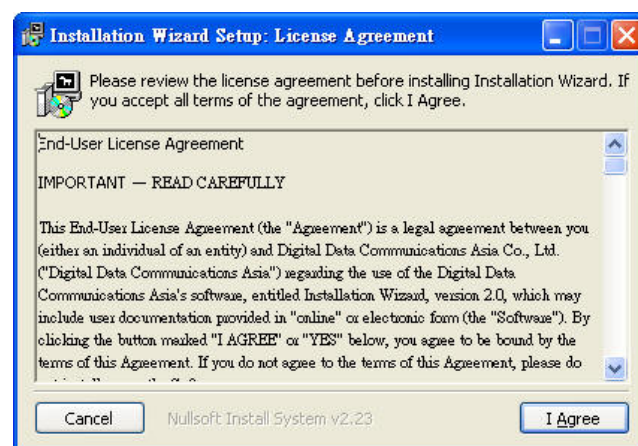 Installation Wizard Setup: License Agreement
Please review the license agreement before installing Installation Wizard. If
you accept all terms of the agreement, click I Agree.
End-User License Agreement
IMPORTANT — READ CAREFULLY
This End-User License Agreement (the "Agreement") is a legal agreement between you
(either an individual of an entity) and Digital Data Communications Asia Co., Ltd.
("Digital Data Communications Asia") regarding the use of the Digital Data
Communications Asia's software, entitled Installation Wizard, version 2.0, which may
include user documentation provided in "online" or electronic form (the "Software"). By
clicking the button marked "I AGREE" or "YES" below, you agree to be bound by the
terms of this Agreement. If you do not agree to the terms of this Agreement, please do
Cancel
Nullsoft Install System v2.23
I Agree